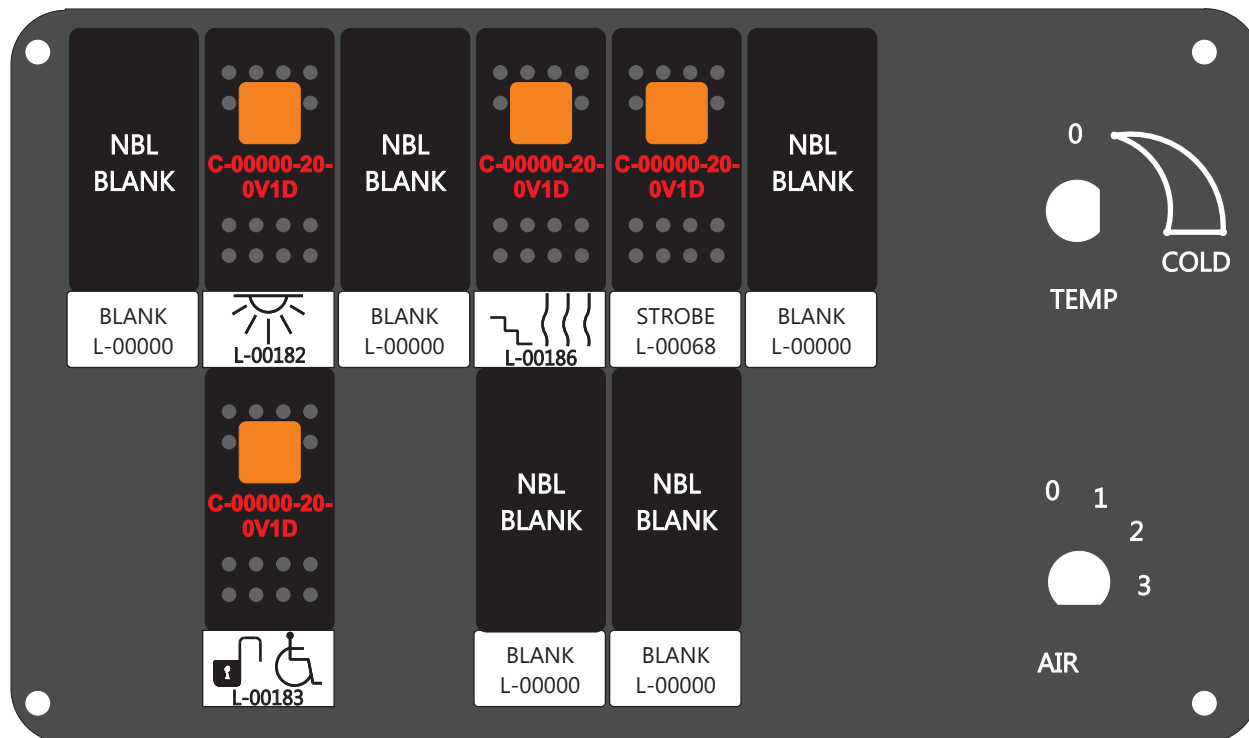 NBL
BLANK
C-00000-20-
0V1D
NBL
BLANK
C-00000-20-
0V1D
C-00000-20-
0V1D
NBL
BLANK
0
COLD
TEMP
BLANK
L-00000
L-00182
BLANK
L-00000
L-00186
STROBE
L-00068
BLANK
L-00000
C-00000-20-
0V1D
NBL
BLANK
NBL
BLANK
0
1
2
3
AIR
L-00183
BLANK
L-00000
BLANK
L-00000